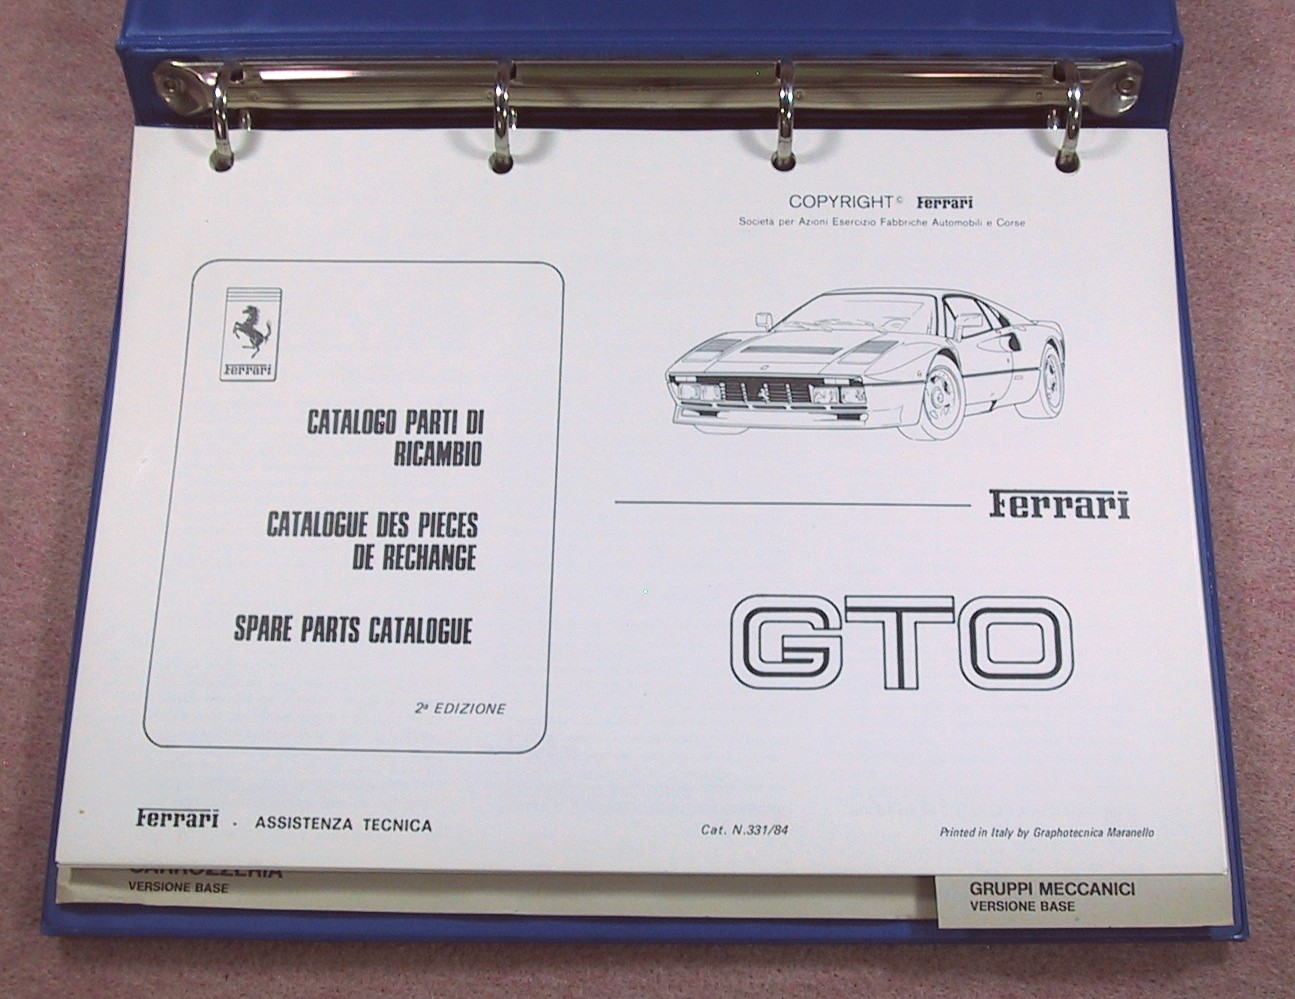 COPYRIGHT© Ferrari
Società per Azioni Esercizio Fabbriche Automobili e Corse
Ferrari
CATALOGO PARTI DI
RICAMBIO
CATALOGUE DES PIECES
DE RECHANGE
SPARE PARTS CATALOGUE
2ª EDIZIONE
Ferrari
GTO
Ferrari - ASSISTENZA TECNICA
Cat. N.331/84
Printed in Italy by Graphotecnica Maranello
CARROZZERIA
VERSIONE BASE
GRUPPI MECCANICI
VERSIONE BASE